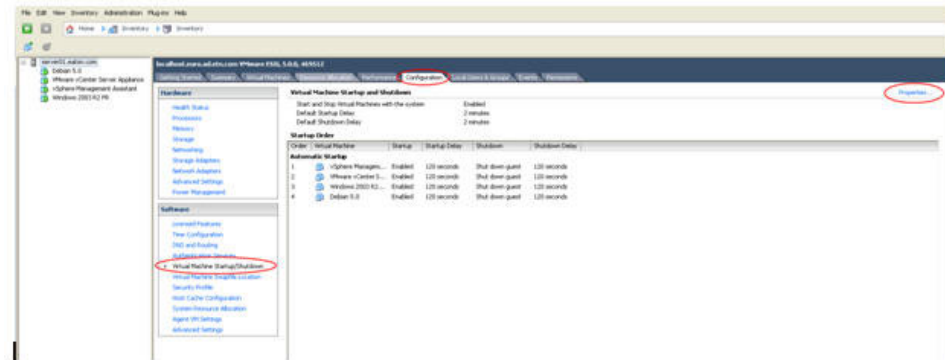 File Edit View Inventory Administration Plug-ins Help
Home Inventory Inventory
server01.eaton.com
Debian 5.0
VMware vCenter Server Appliance
vSphere Management Assistant
Windows 2003 R2 FR
VMware ESXi, 5.0.0, 469512
Getting Started Summary Virtual Machines Resource Allocation Performance Configuration Local Users & Groups Events Permissions
Hardware
Health Status
Processors
Memory
Storage
Networking
Storage Adapters
Network Adapters
Advanced Settings
Power Management
Software
Licensed Features
Time Configuration
DNS and Routing
Authentication Services
Virtual Machine Startup/Shutdown
Virtual Machine Swapfile Location
Security Profile
Host Cache Configuration
System Resource Allocation
Agent VM Settings
Advanced Settings
Virtual Machine Startup and Shutdown
Properties...
Start and Stop Virtual Machines with the system Enabled
Default Startup Delay 2 minutes
Default Shutdown Delay 2 minutes
Startup Order
Order Virtual Machine Startup Startup Delay Shutdown Shutdown Delay
Automatic Startup
1 vSphere Managem... Enabled 120 seconds Shut down guest 120 seconds
2 VMware vCenter S... Enabled 120 seconds Shut down guest 120 seconds
3 Windows 2003 R2... Enabled 120 seconds Shut down guest 120 seconds
4 Debian 5.0 Enabled 120 seconds Shut down guest 120 seconds